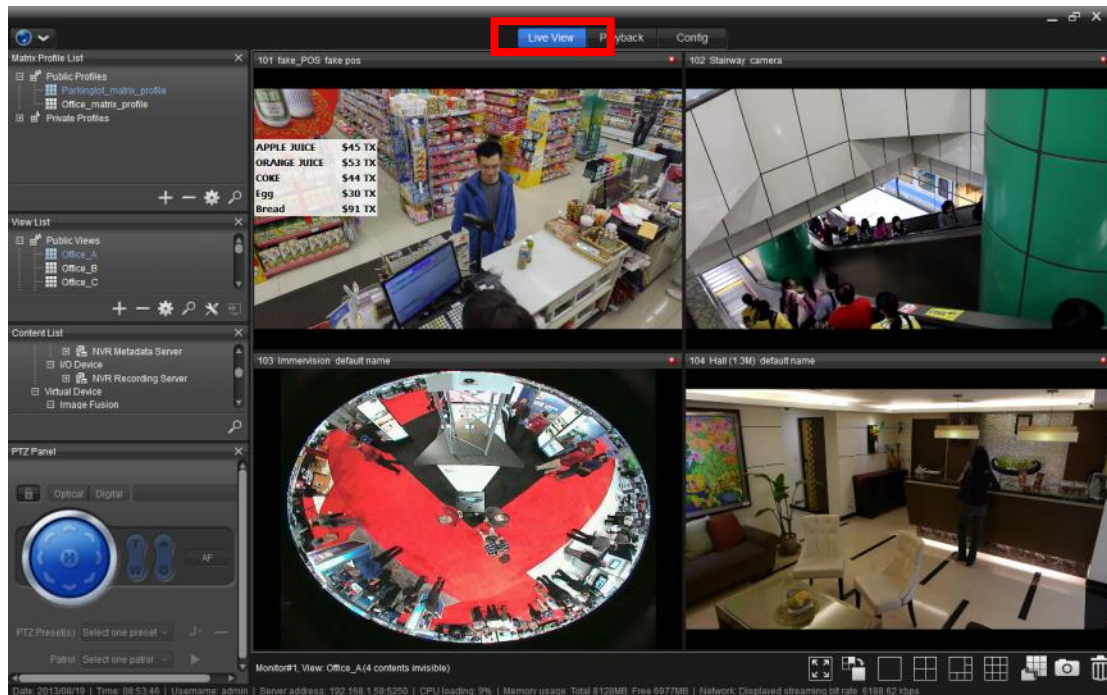 Live View Playback Config
Matrix Profile List
Public Profiles
Parkinglot_matrix_profile
Office_matrix_profile
Private Profiles
View List
Public Views
Office_A
Office_B
Office_C
Content List
NVR Metadata Server
I/O Device
NVR Recording Server
Virtual Device
Image Fusion
PTZ Panel
Optical Digital
T
W
AF
PTZ Preset(s) Select one preset
Patrol Select one patrol
101 fake_POS fake pos
APPLE JUICE $45 TX
ORANGE JUICE $53 TX
COKE $44 TX
Egg $30 TX
Bread $91 TX
102 Stairway camera
103 Immervision default name
104 Hall (1.3M) default name
Monitor#1, View: Office_A(4 contents invisible)
Date: 2013/08/19 | Time: 08:53:46 | Username: admin | Server address: 192.168.1.59:5250 | CPU loading: 9% | Memory usage: Total 8128MB Free 6977MB | Network: Displayed streaming bit rate 6188.62 kbps